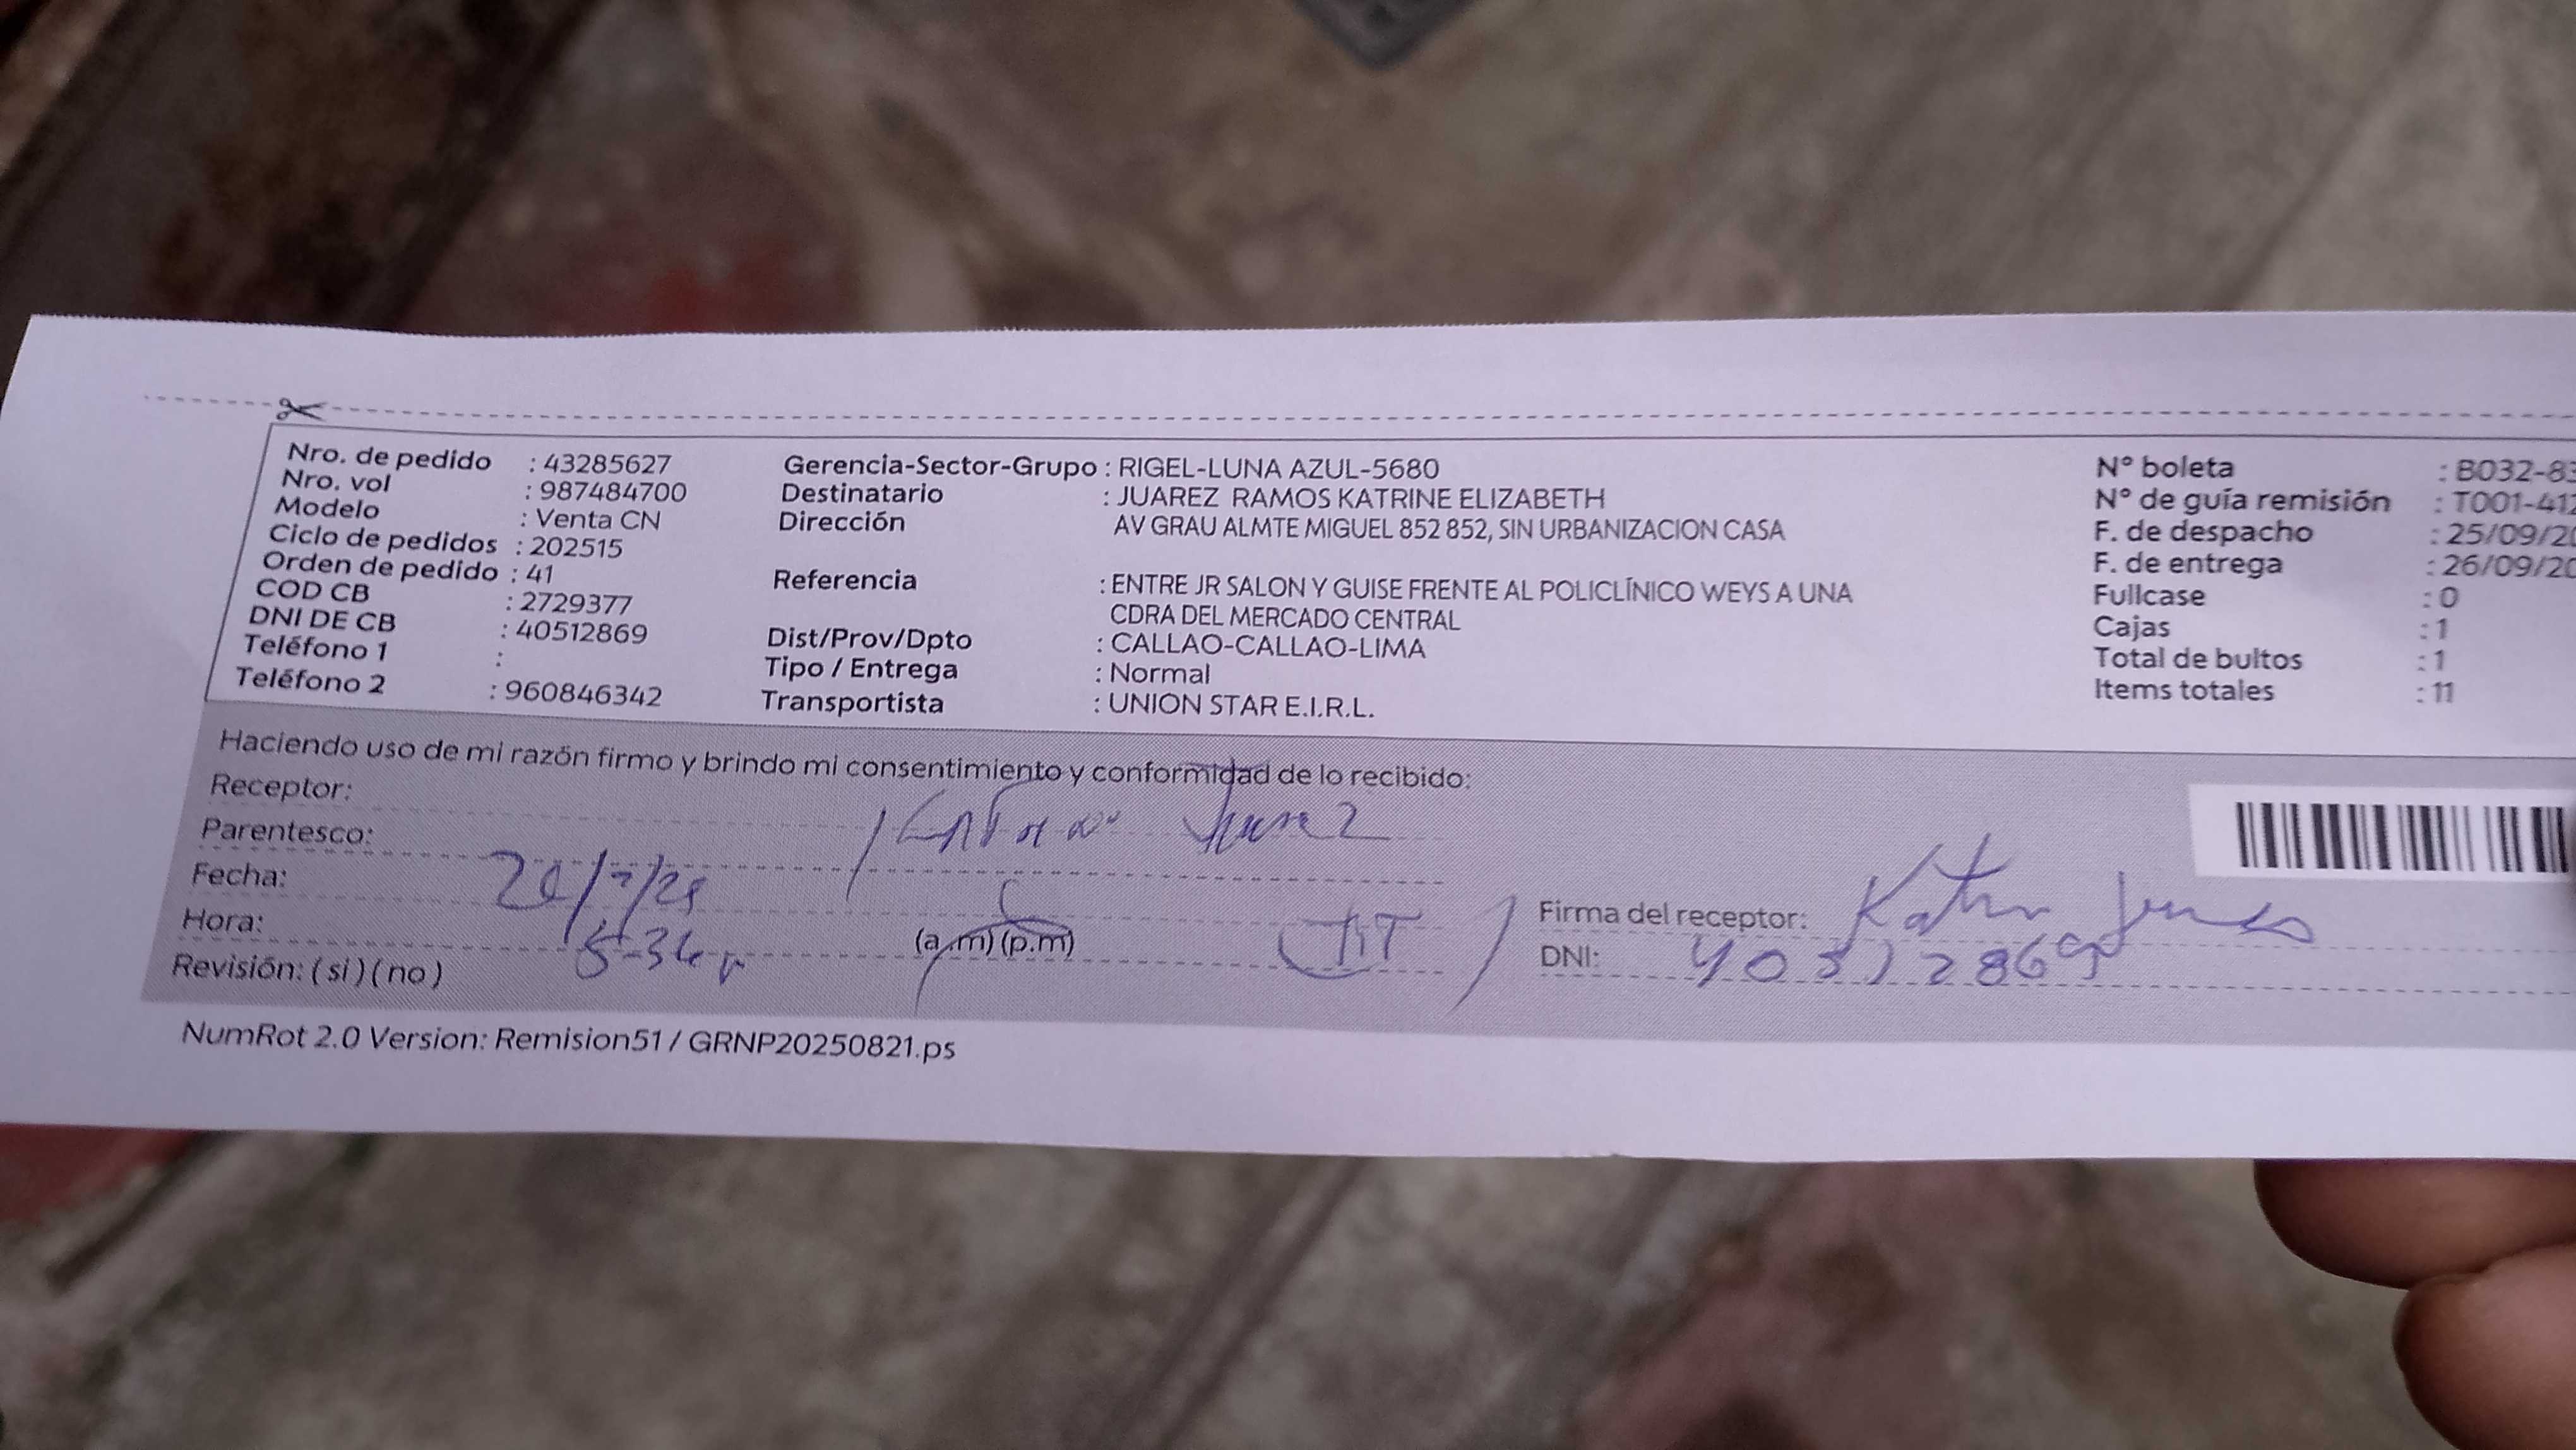 Nro. de pedido : 43285627
Nro. vol : 987484700
Modelo : Venta CN
Ciclo de pedidos : 202515
Orden de pedido : 41
COD CB : 2729377
DNI DE CB : 40512869
Teléfono 1 :
Teléfono 2 : 960846342
Gerencia-Sector-Grupo : RIGEL-LUNA AZUL-5680
Destinatario : JUAREZ RAMOS KATRINE ELIZABETH
Dirección AV GRAU ALMTE MIGUEL 852 852, SIN URBANIZACION CASA
Referencia : ENTRE JR SALON Y GUISE FRENTE AL POLICLÍNICO WEYS A UNA
CDRA DEL MERCADO CENTRAL
Dist/Prov/Dpto : CALLAO-CALLAO-LIMA
Tipo / Entrega : Normal
Transportista : UNION STAR E.I.R.L.
N° boleta : B032-83
N° de guía remisión : T001-412
F. de despacho : 25/09/20
F. de entrega : 26/09/20
Fullcase : 0
Cajas : 1
Total de bultos : 1
Items totales : 11
Haciendo uso de mi razón firmo y brindo mi consentimiento y conformidad de lo recibido:
Receptor: Juarez
Parentesco: TIT
Fecha:
Hora: (a.m) (p.m)
Revisión: ( si ) ( no )
Firma del receptor:
DNI: 40512869
NumRot 2.0 Version: Remision51 / GRNP20250821.ps